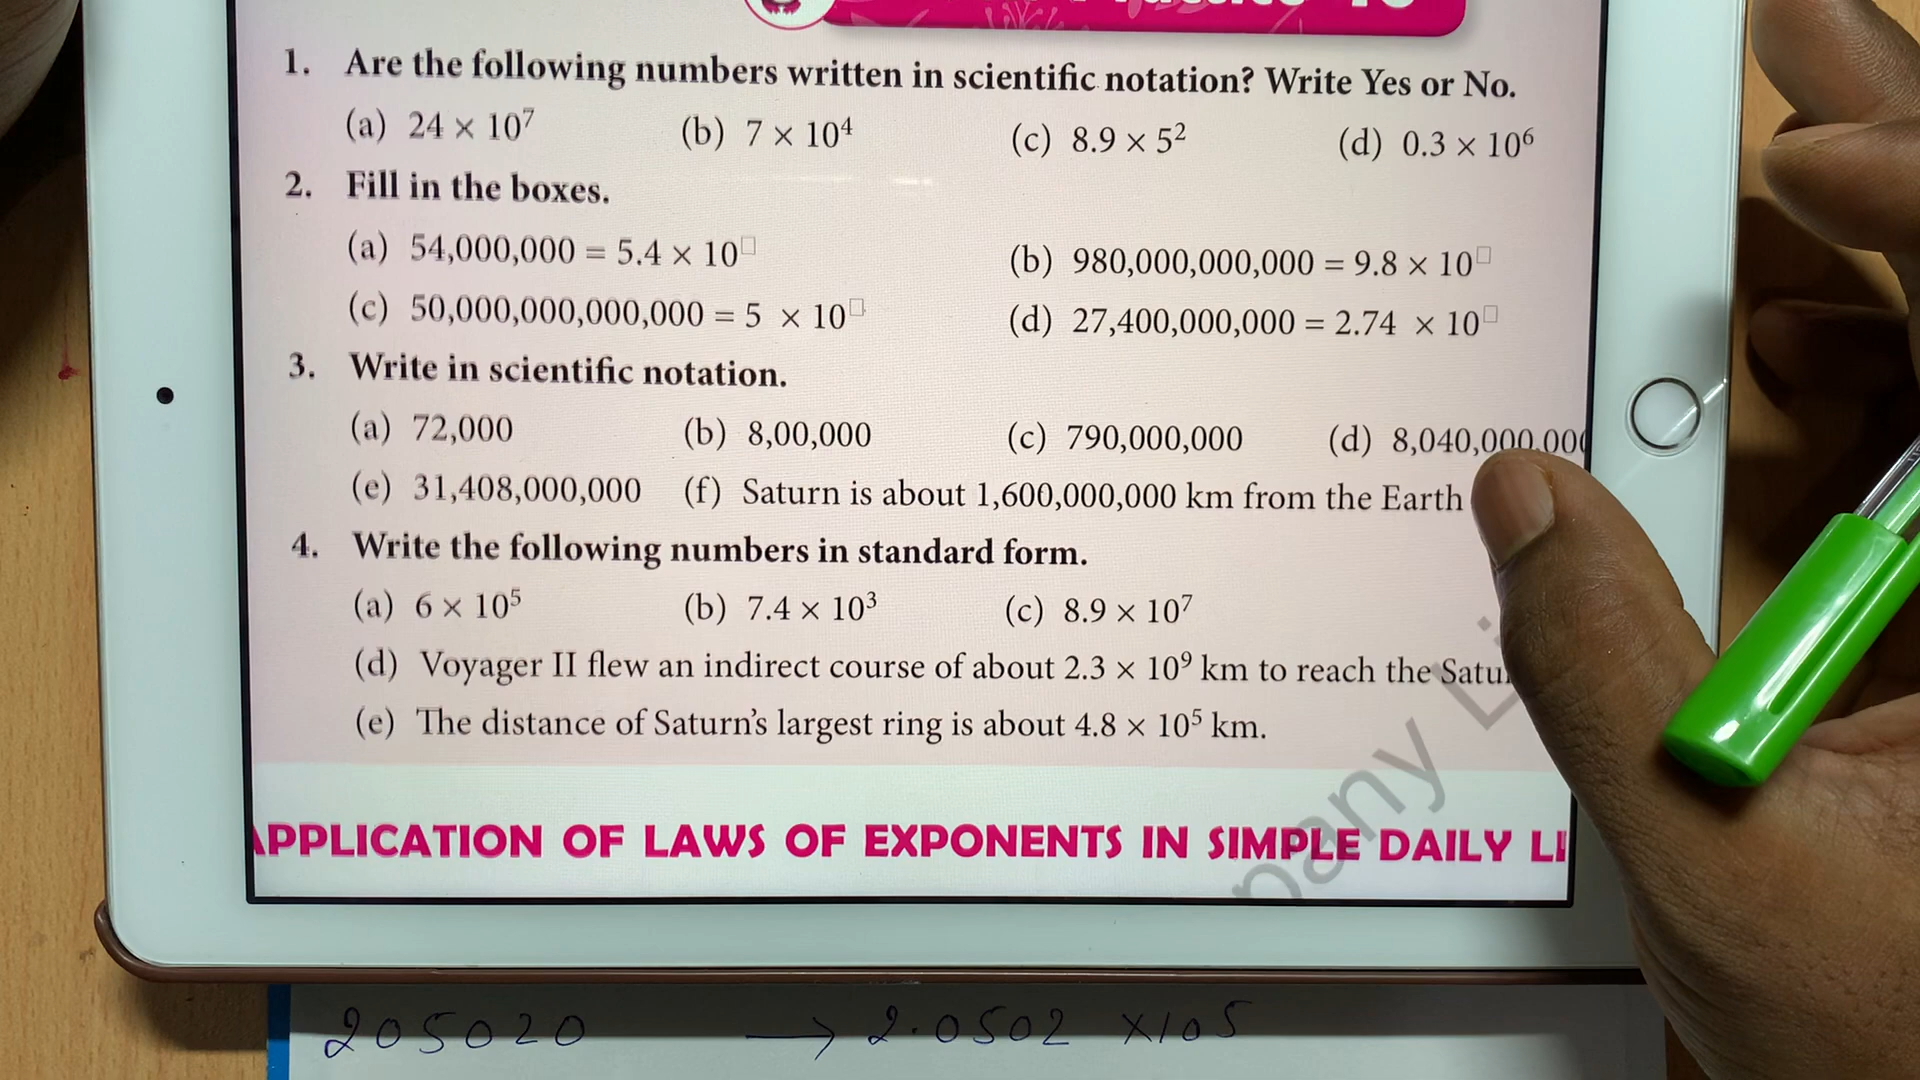 1. Are the following numbers written in scientific notation? Write Yes or No.
(a) 24 × 10⁷ (b) 7 × 10⁴ (c) 8.9 × 5² (d) 0.3 × 10⁶
2. Fill in the boxes.
(a) 54,000,000 = 5.4 × 10□ (b) 980,000,000,000 = 9.8 × 10□
(c) 50,000,000,000,000 = 5 × 10□ (d) 27,400,000,000 = 2.74 × 10□
3. Write in scientific notation.
(a) 72,000 (b) 8,00,000 (c) 790,000,000 (d) 8,040,000,000
(e) 31,408,000,000 (f) Saturn is about 1,600,000,000 km from the Earth
4. Write the following numbers in standard form.
(a) 6 × 10⁵ (b) 7.4 × 10³ (c) 8.9 × 10⁷
(d) Voyager II flew an indirect course of about 2.3 × 10⁹ km to reach the Satu
(e) The distance of Saturn's largest ring is about 4.8 × 10⁵ km.
APPLICATION OF LAWS OF EXPONENTS IN SIMPLE DAILY LI
205020 → 2.0502 ×10 5